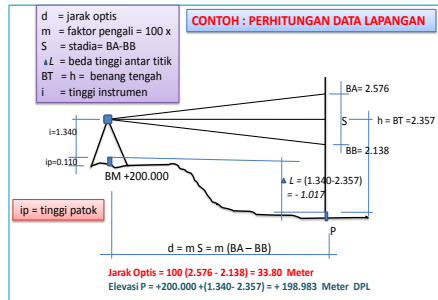 d = jarak optis
m = faktor pengali = 100 x
S = stadia= BA-BB
▲L = beda tinggi antar titik
BT = h = benang tengah
i = tinggi instrumen
CONTOH : PERHITUNGAN DATA LAPANGAN
BA= 2.576
i=1.340
S
h = BT =2.357
BB= 2.138
ip=0.110
BM +200.000
▲ L = (1.340-2.357)
= - 1.017
ip = tinggi patok
P
d = m S = m (BA – BB)
Jarak Optis = 100 (2.576 - 2.138) = 33.80 Meter
Elevasi P = +200.000 +(1.340- 2.357) = + 198.983 Meter DPL